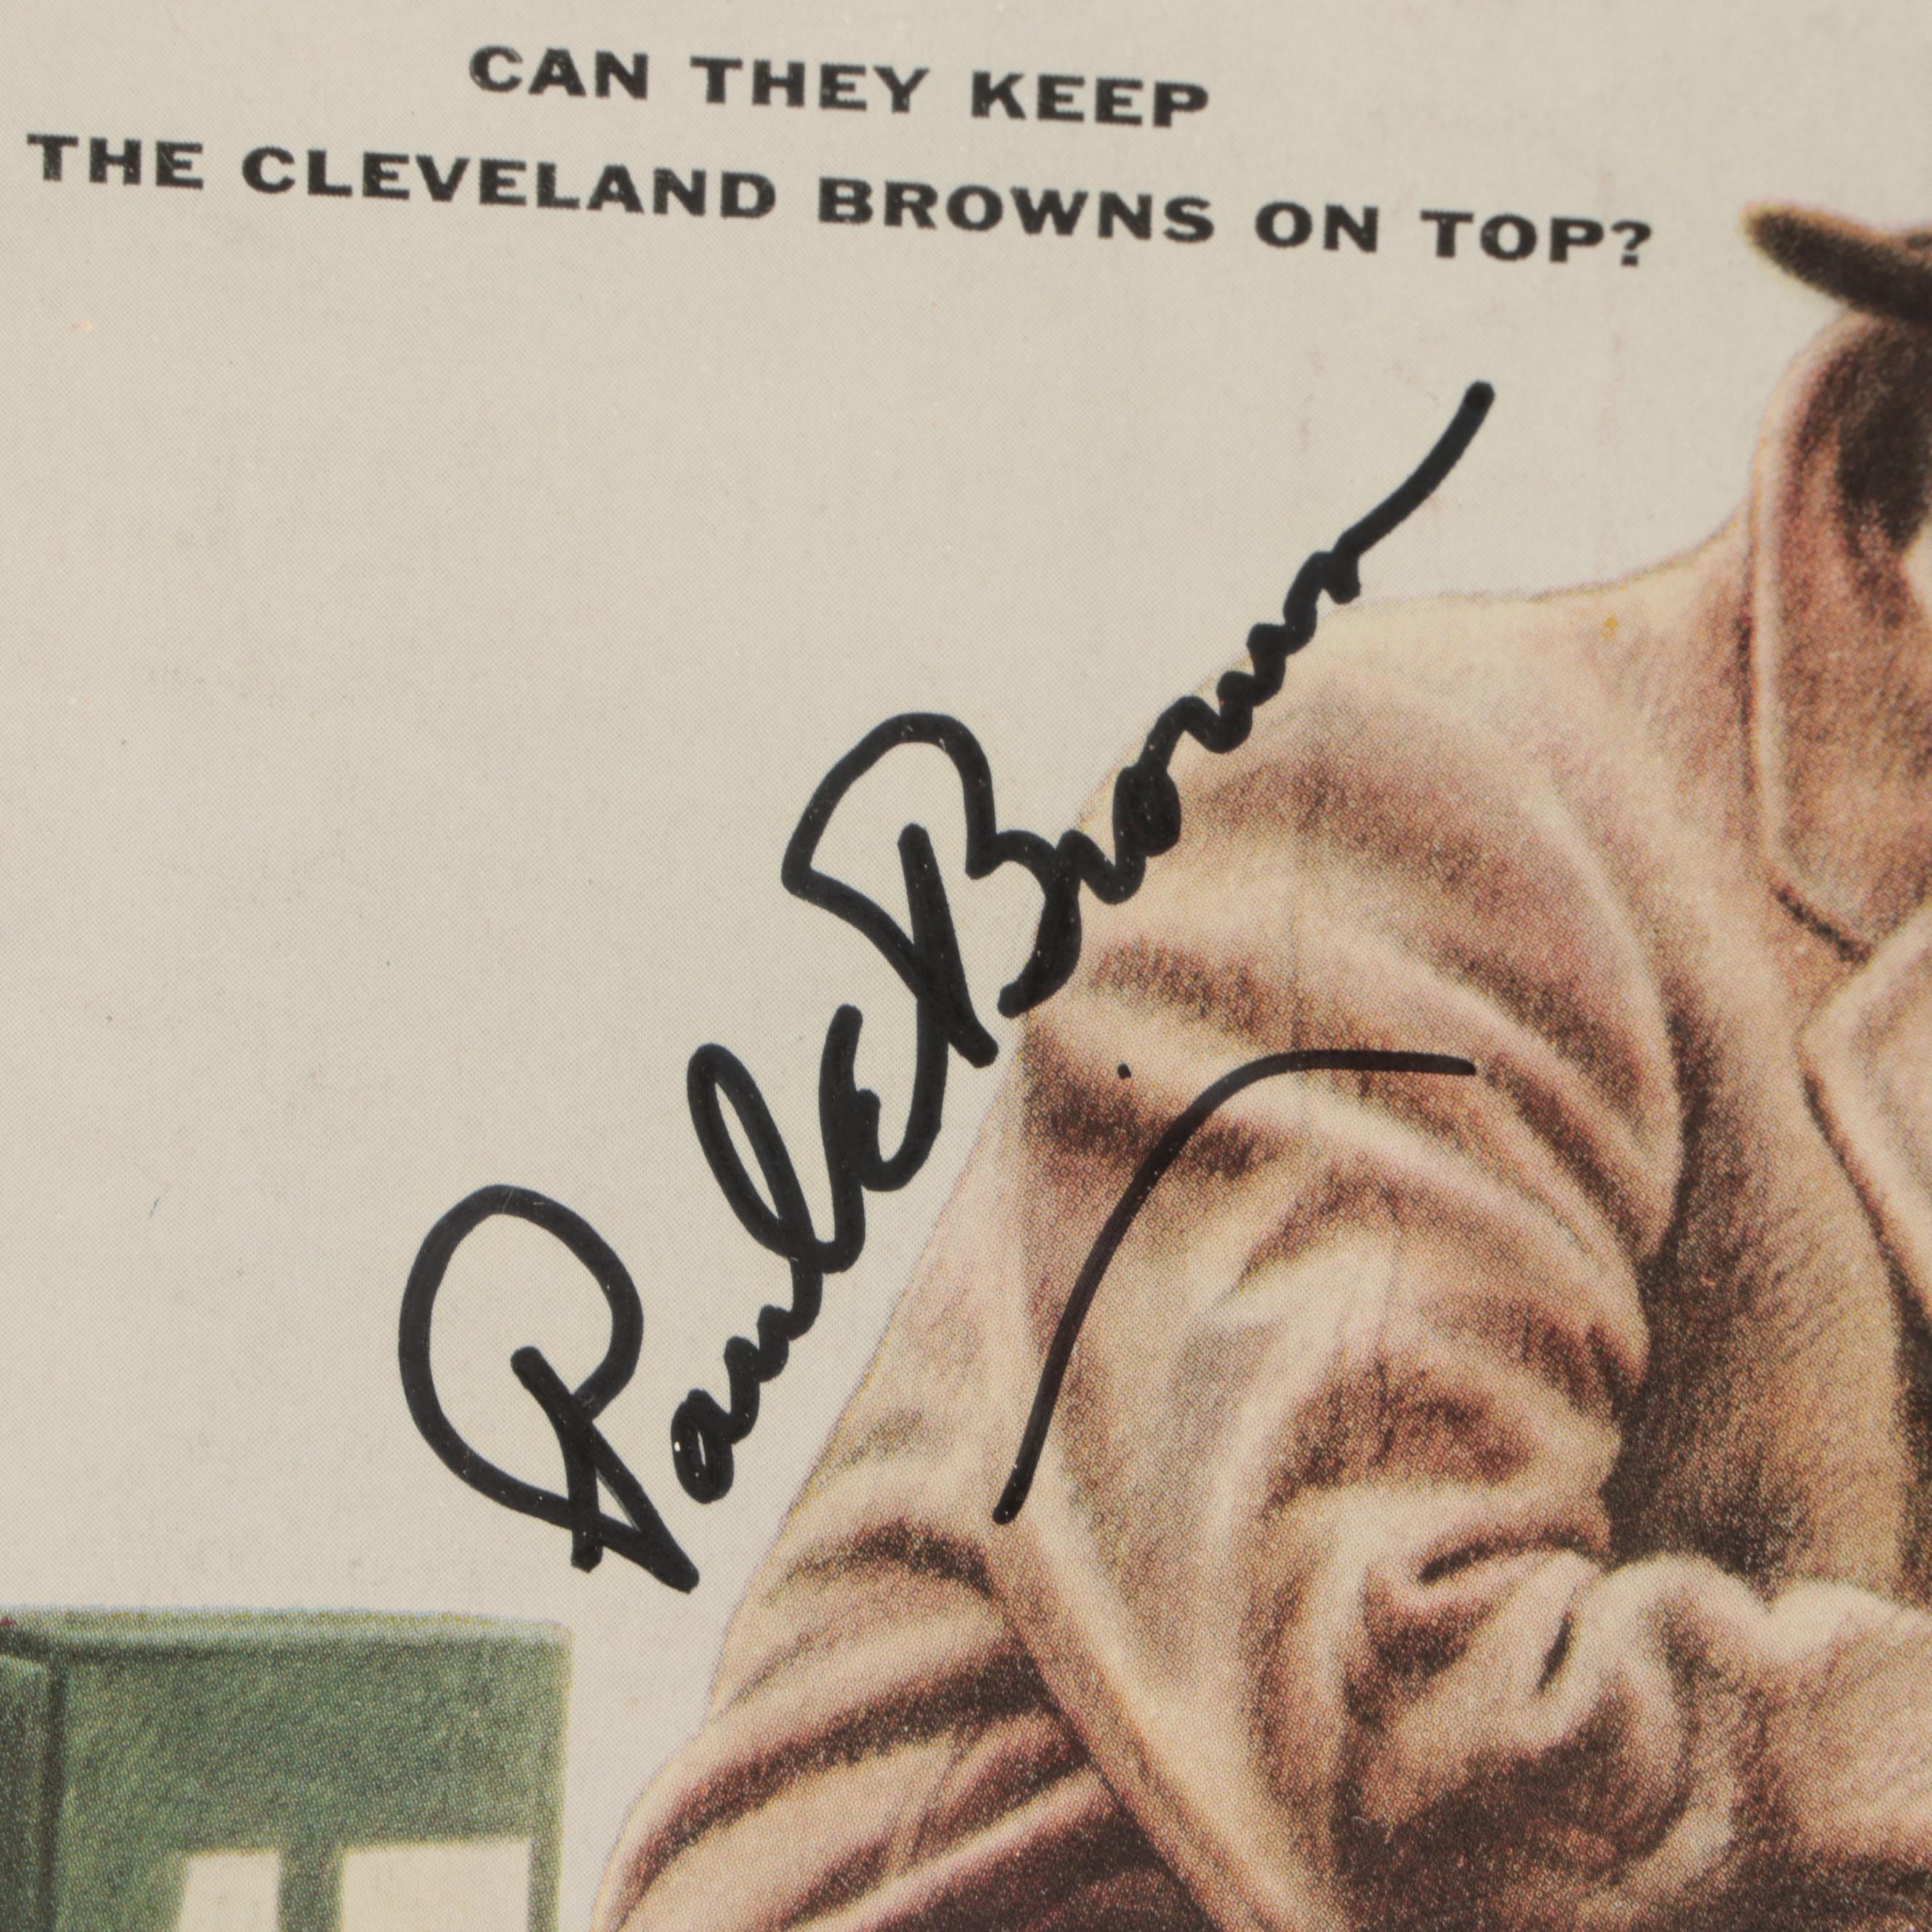 CAN THEY KEEP
THE CLEVELAND BROWNS ON TOP?
Paul E Brown